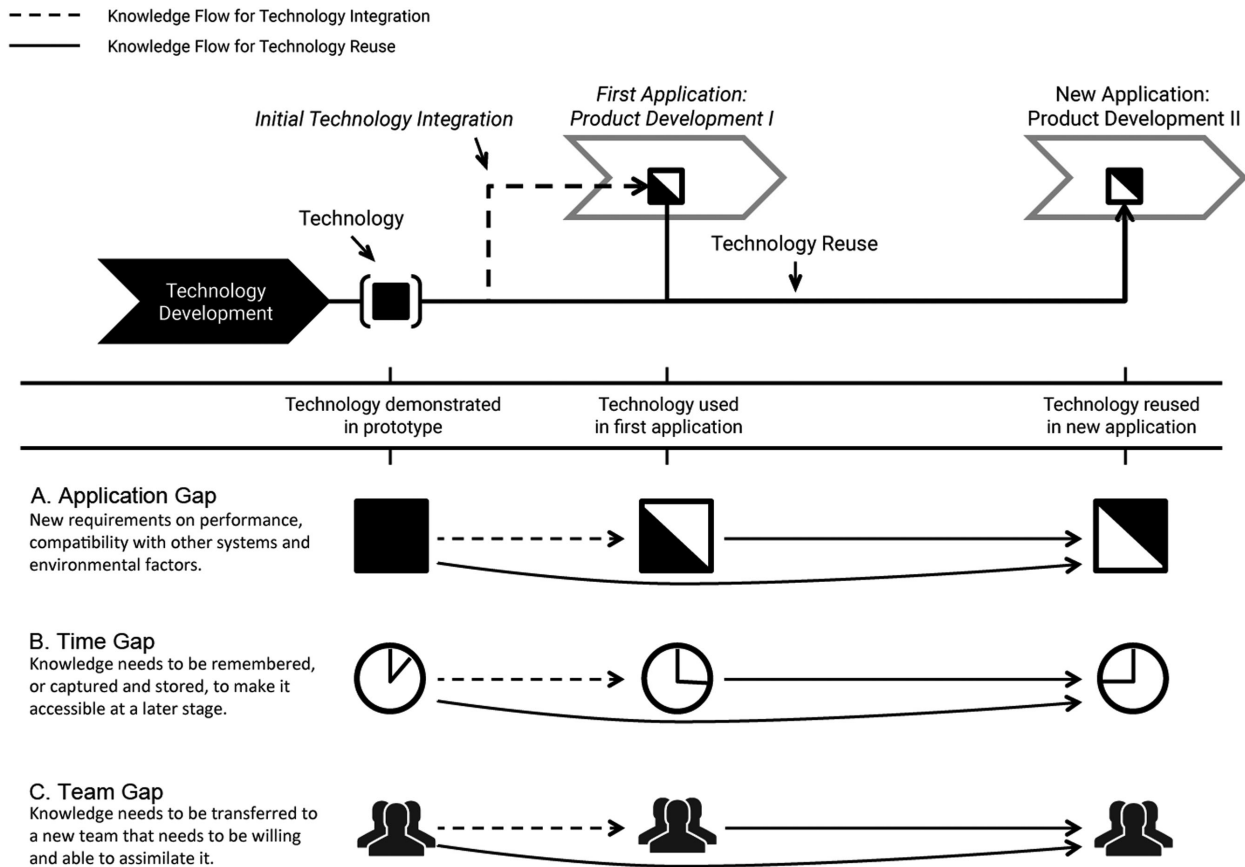 Knowledge Flow for Technology Integration
Knowledge Flow for Technology Reuse
First Application:
Product Development I
New Application:
Product Development II
Initial Technology Integration
Technology
Technology Reuse
Technology
Development
Technology demonstrated
in prototype
Technology used
in first application
Technology reused
in new application
A. Application Gap
New requirements on performance,
compatibility with other systems and
environmental factors.
B. Time Gap
Knowledge needs to be remembered,
or captured and stored, to make it
accessible at a later stage.
C. Team Gap
Knowledge needs to be transferred to
a new team that needs to be willing
and able to assimilate it.